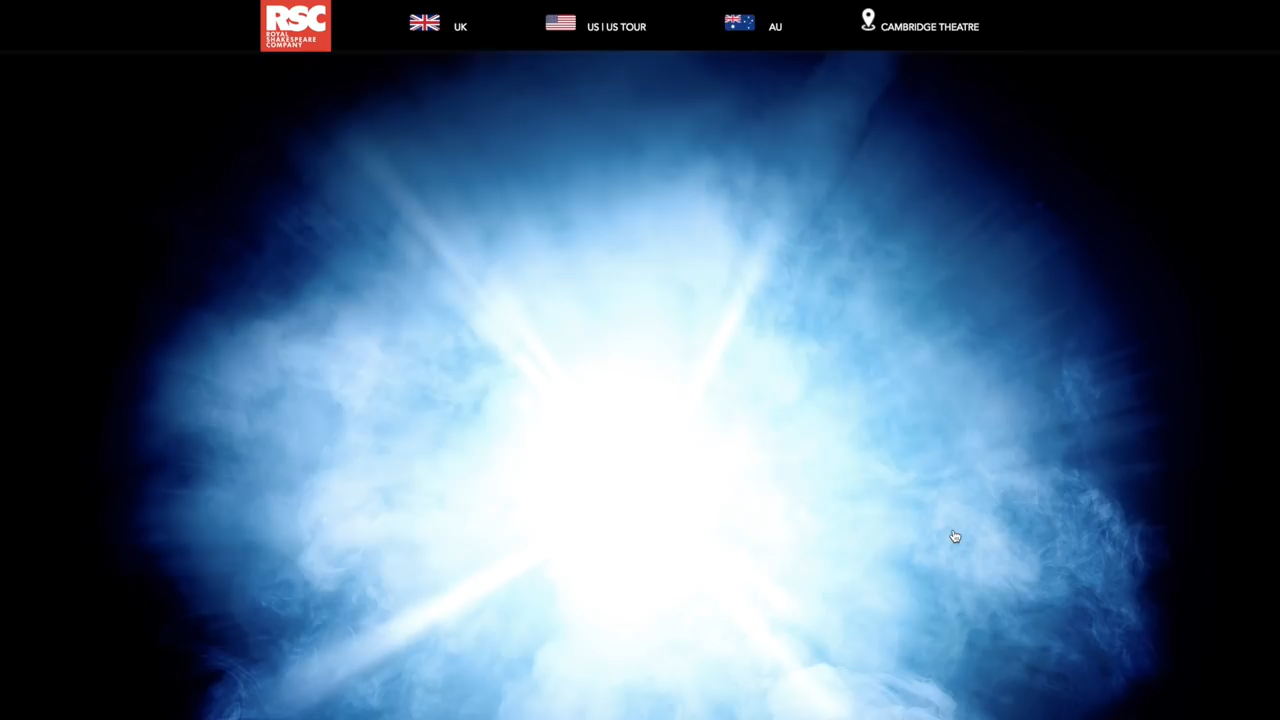 RSC
ROYAL
SHAKESPEARE
COMPANY
UK
US | US TOUR
AU
CAMBRIDGE THEATRE